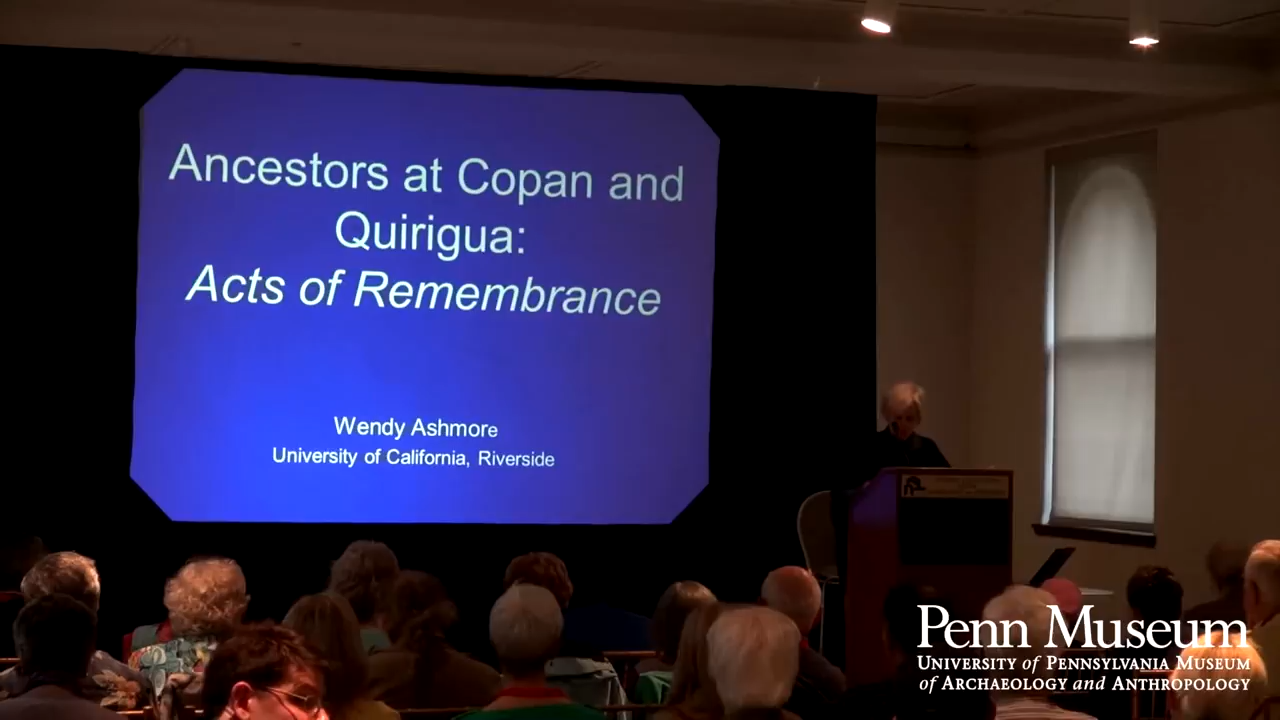 Ancestors at Copan and
Quirigua:
Acts of Remembrance
Wendy Ashmore
University of California, Riverside
Penn Museum
University of Pennsylvania Museum
of Archaeology and Anthropology